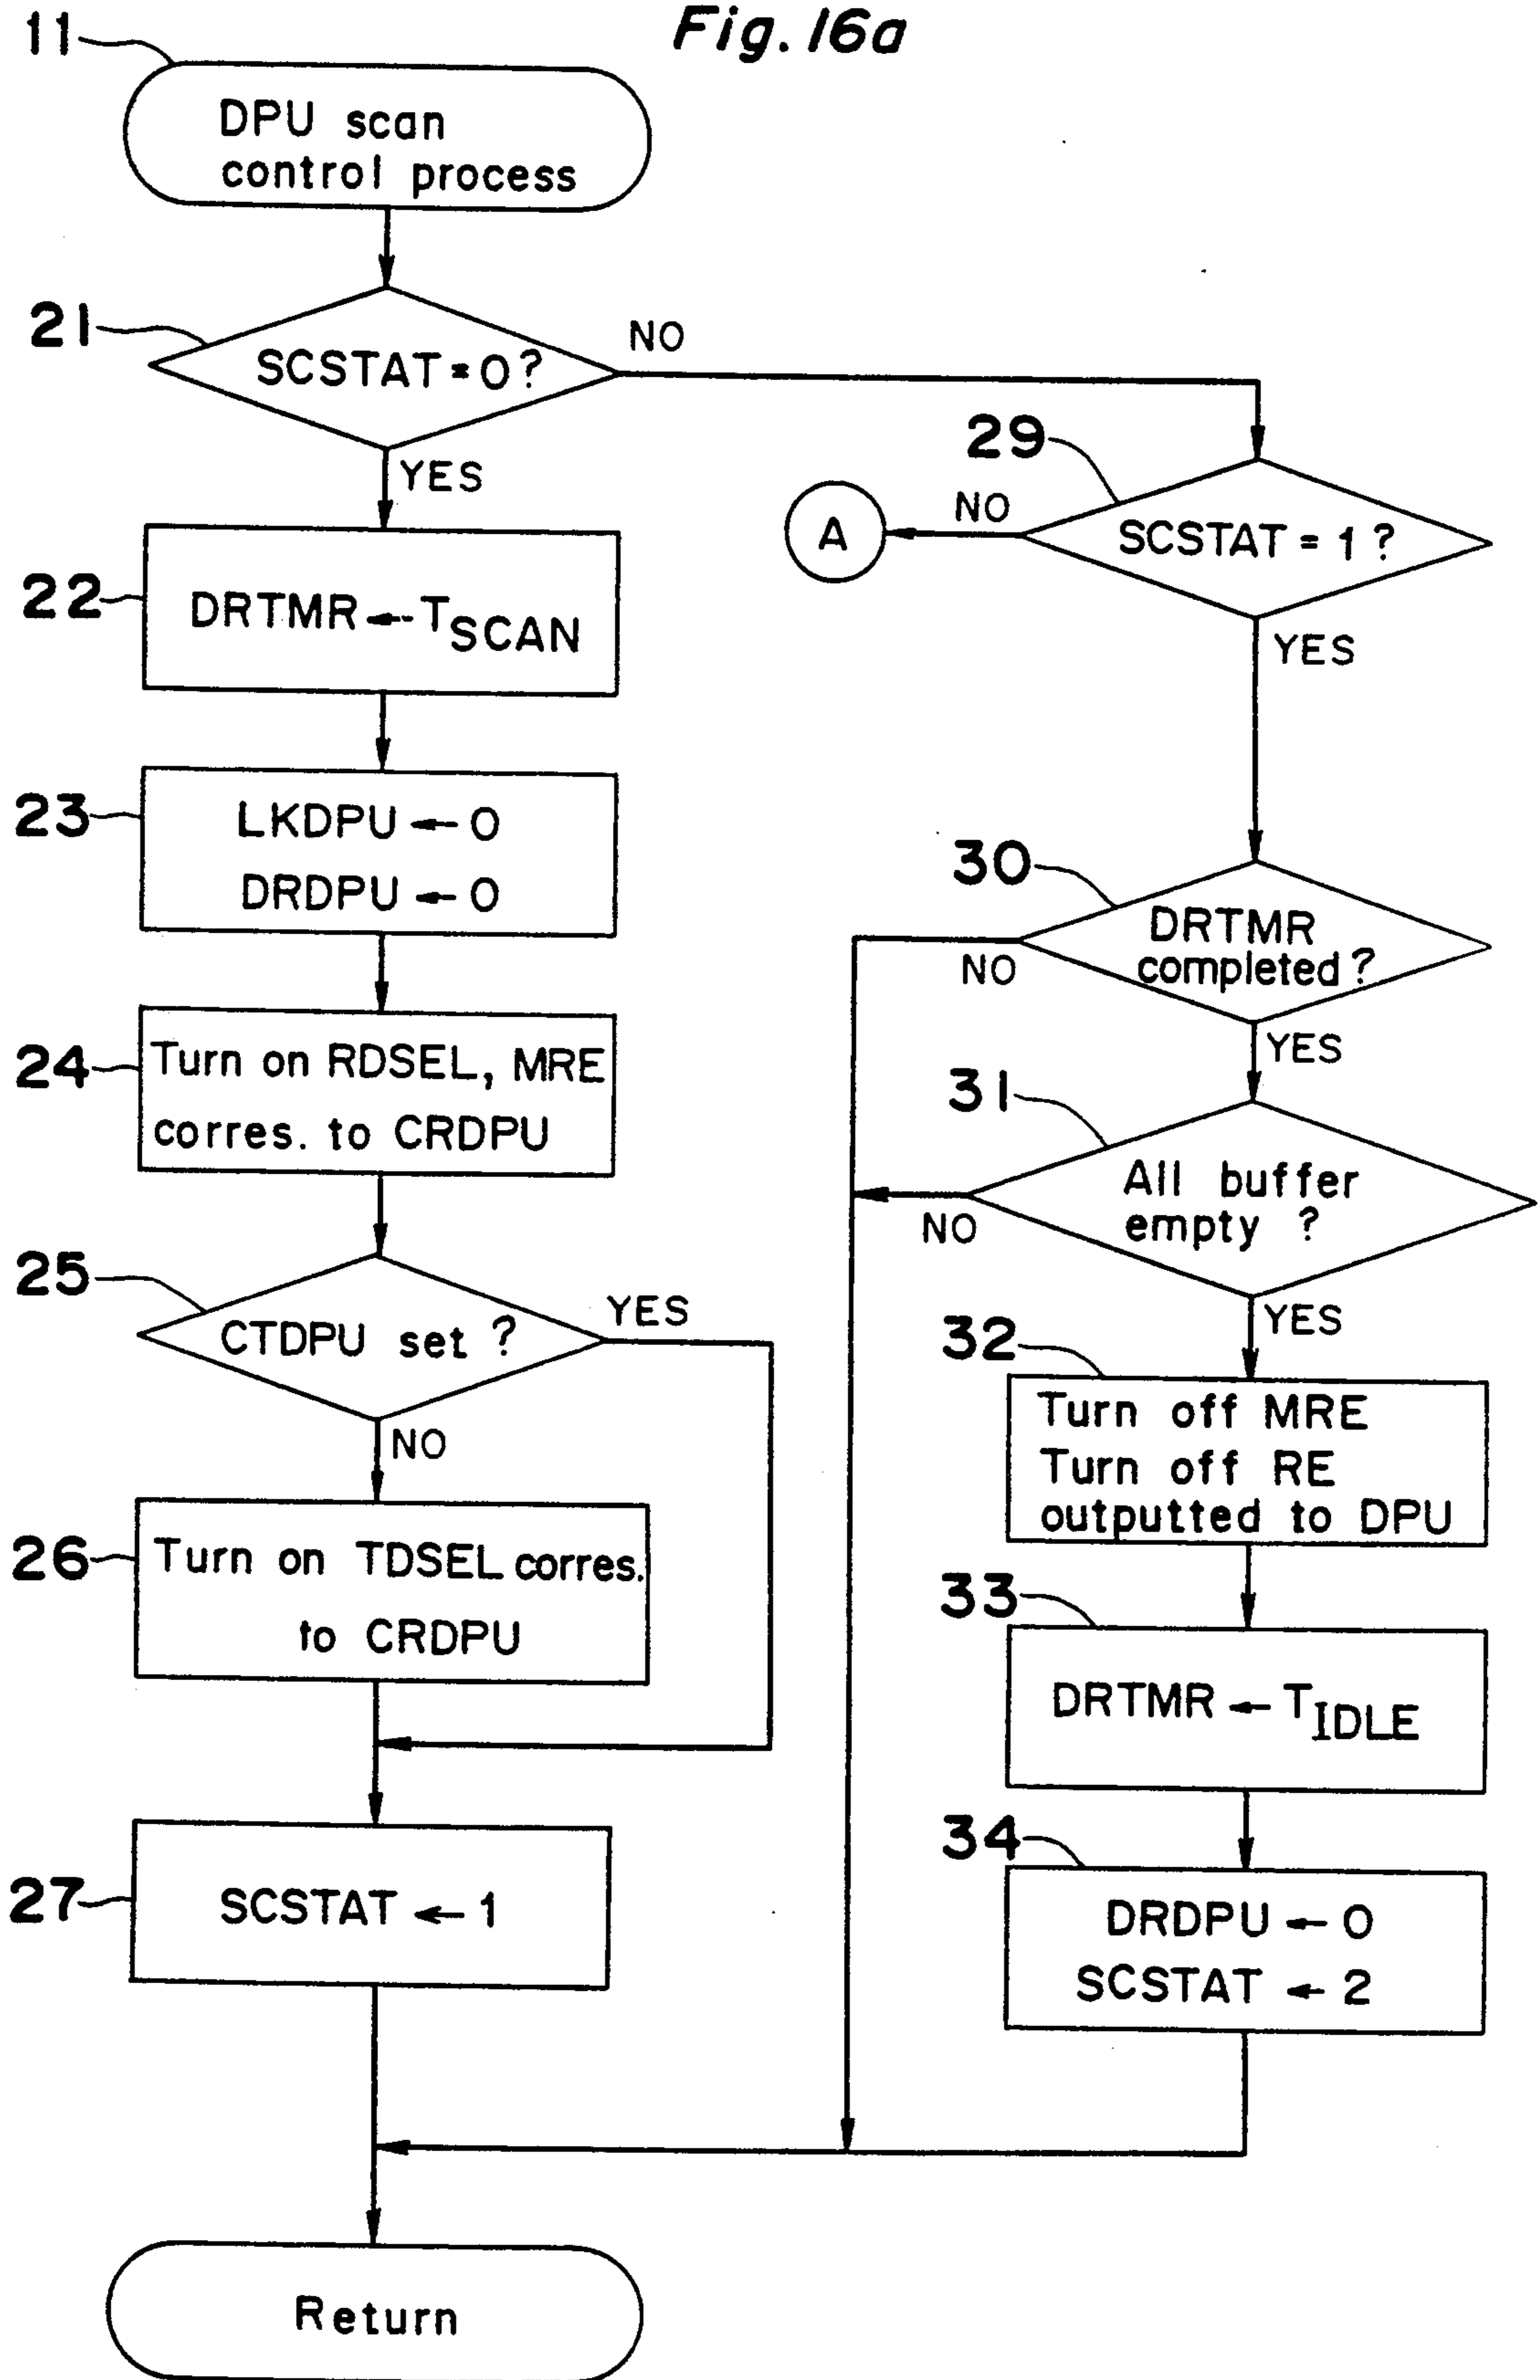 Fig. 16a
11
DPU scan
control process
21
SCSTAT = 0?
NO
YES
22
DRTMR ← TSCAN
23
LKDPU ← 0
DRDPU ← 0
24
Turn on RDSEL, MRE
corres. to CRDPU
25
CTDPU set ?
YES
NO
26
Turn on TDSEL corres.
to CRDPU
27
SCSTAT ← 1
Return
29
SCSTAT = 1 ?
NO
A
YES
30
DRTMR
completed ?
NO
YES
31
All buffer
empty ?
NO
YES
32
Turn off MRE
Turn off RE
outputted to DPU
33
DRTMR ← TIDLE
34
DRDPU ← 0
SCSTAT ← 2